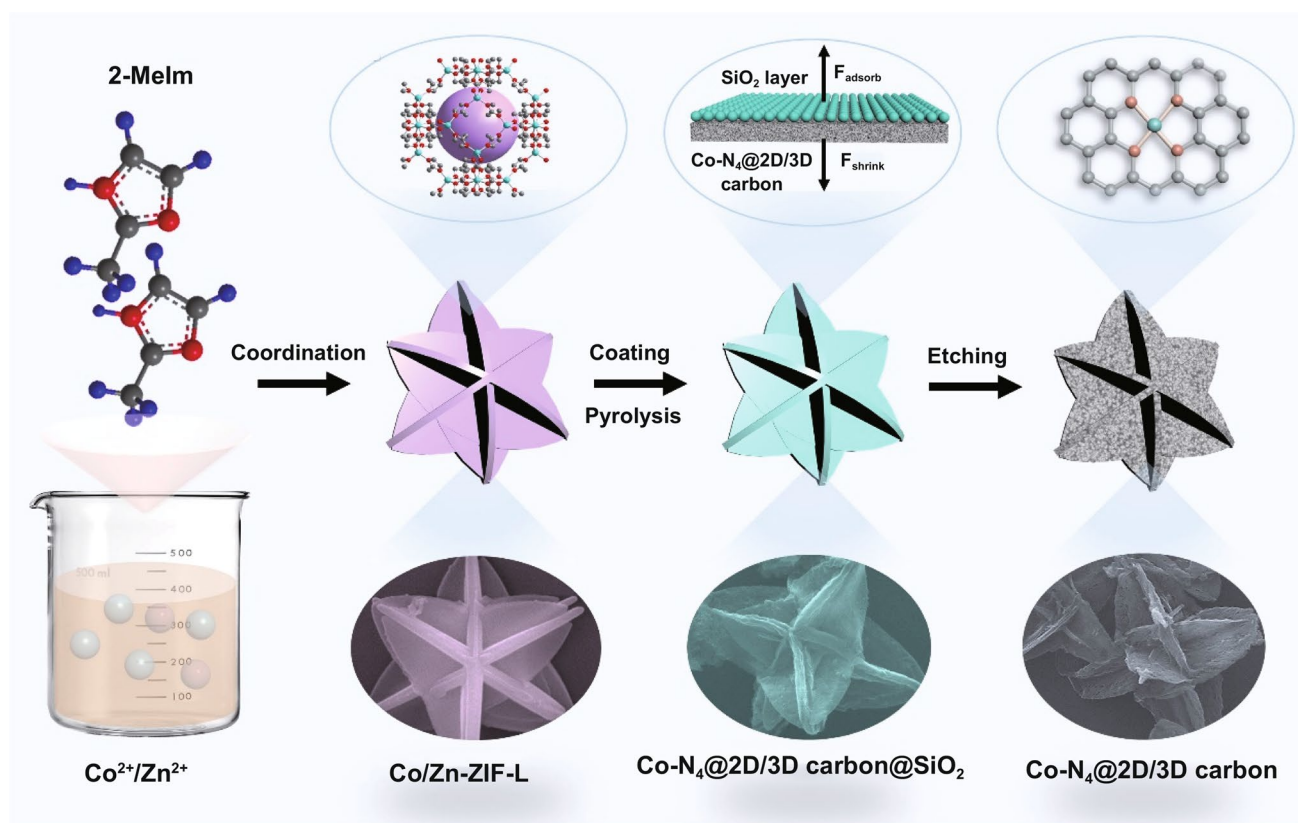 2-MeIm
SiO₂ layer
Fadsorb
Co-N₄@2D/3D
carbon
Fshrink
Coordination
Coating
Pyrolysis
Etching
500
500 ml
400
300
200
100
Co²⁺/Zn²⁺
Co/Zn-ZIF-L
Co-N₄@2D/3D carbon@SiO₂
Co-N₄@2D/3D carbon